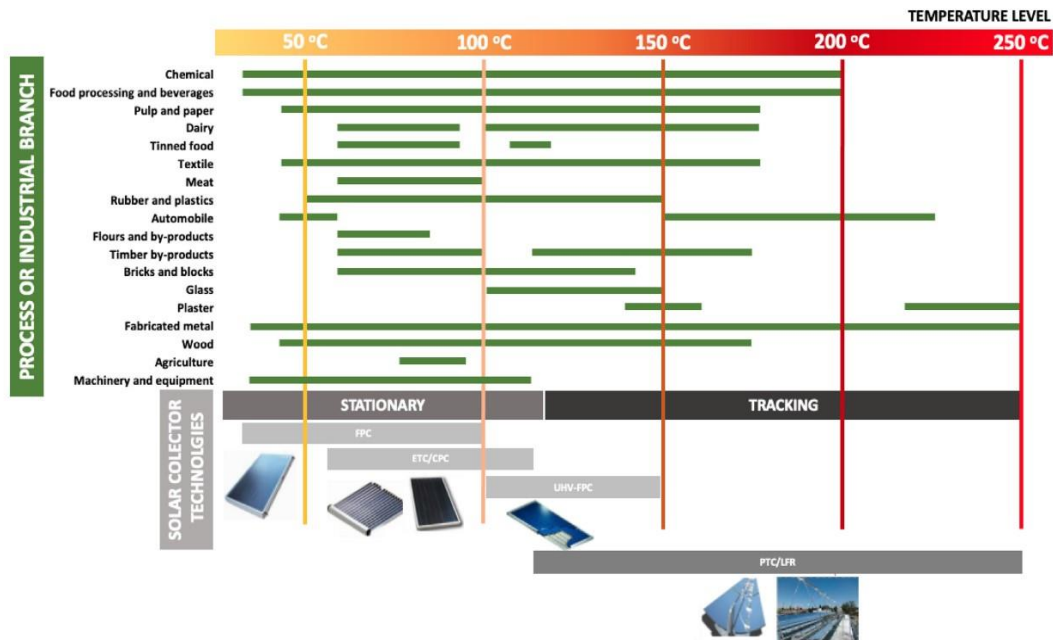 TEMPERATURE LEVEL
50 °C 100 °C 150 °C 200 °C 250 °C
PROCESS OR INDUSTRIAL BRANCH
Chemical
Food processing and beverages
Pulp and paper
Dairy
Tinned food
Textile
Meat
Rubber and plastics
Automobile
Flours and by-products
Timber by-products
Bricks and blocks
Glass
Plaster
Fabricated metal
Wood
Agriculture
Machinery and equipment
SOLAR COLECTOR
TECHNOLGIES
STATIONARY TRACKING
FPC
ETC/CPC
UHV-FPC
PTC/LFR